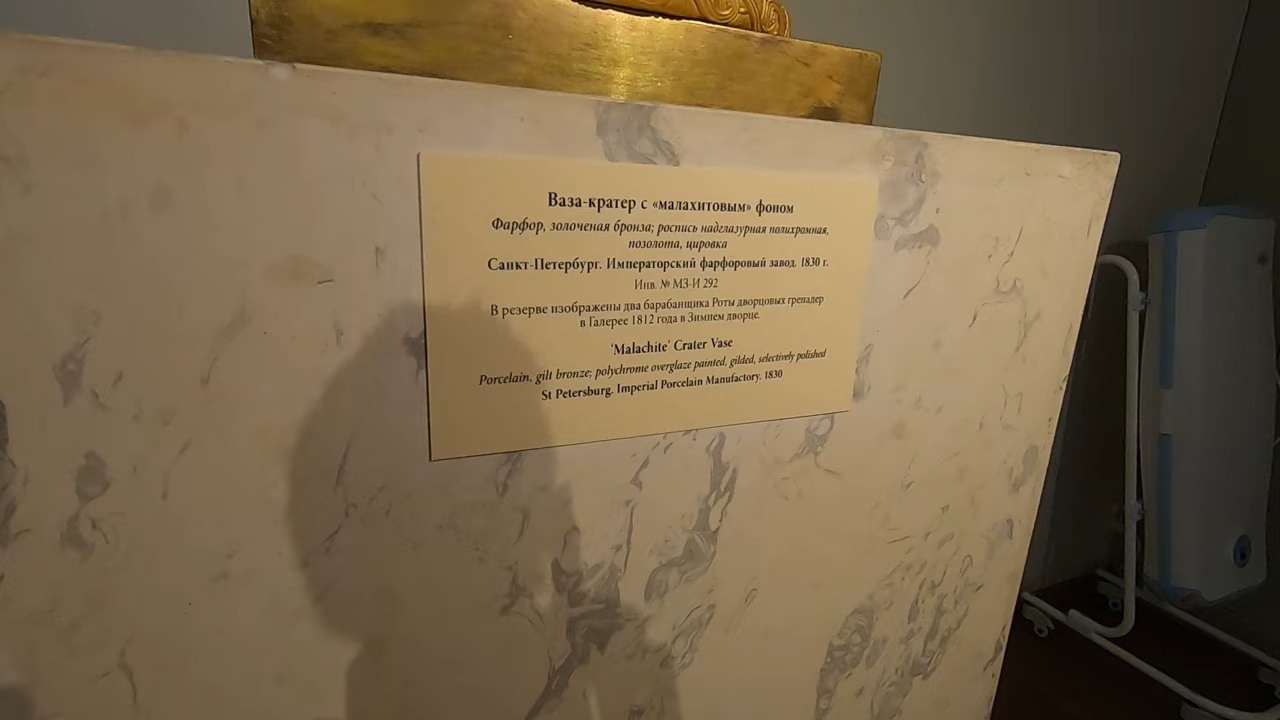 Ваза-кратер с «малахитовым» фоном
Фарфор, золоченая бронза; роспись надглазурная полихромная,
позолота, цировка
Санкт-Петербург. Императорский фарфоровый завод. 1830 г.
Инв. № МЗ-И 292
В резерве изображены два барабанщика Роты дворцовых гренадер
в Галерее 1812 года в Зимнем дворце.
'Malachite' Crater Vase
Porcelain, gilt bronze; polychrome overglaze painted, gilded, selectively polished
St Petersburg. Imperial Porcelain Manufactory. 1830